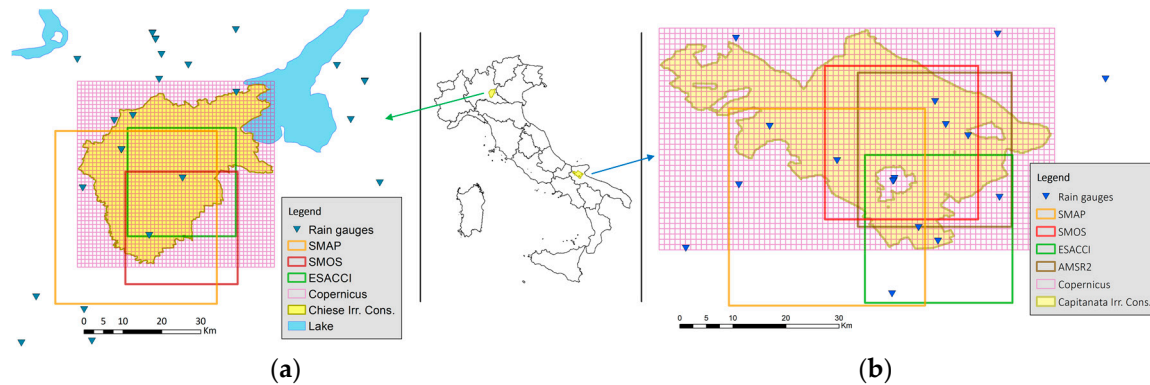 Legend
Rain gauges
SMAP
SMOS
ESACCI
Copernicus
Chiese Irr. Cons.
Lake
0 5 10 20 30
Km
(a)
Legend
Rain gauges
SMAP
SMOS
ESACCI
AMSR2
Copernicus
Capitanata Irr. Cons.
0 5 10 20 30
Km
(b)